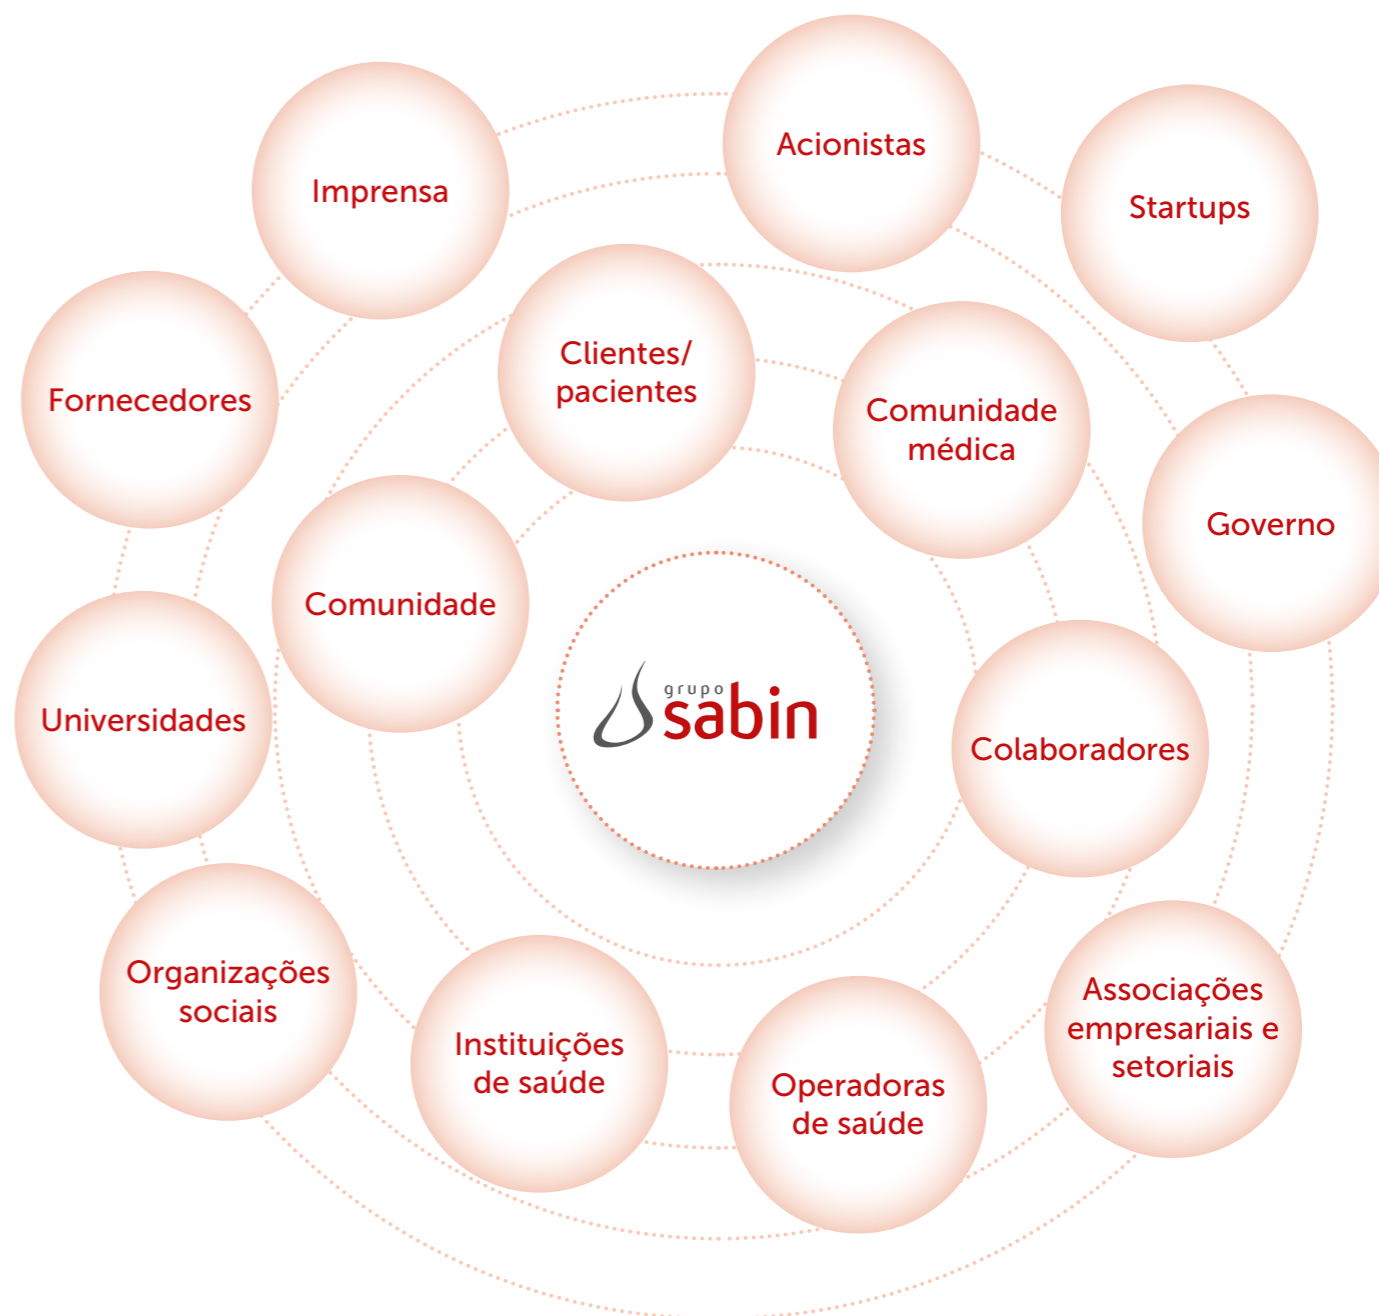 Acionistas
Imprensa
Startups
Clientes/
pacientes
Fornecedores
Comunidade
médica
Governo
Comunidade
grupo
sabin
Universidades
Colaboradores
Organizações
sociais
Associações
empresariais e
setoriais
Instituições
de saúde
Operadoras
de saúde